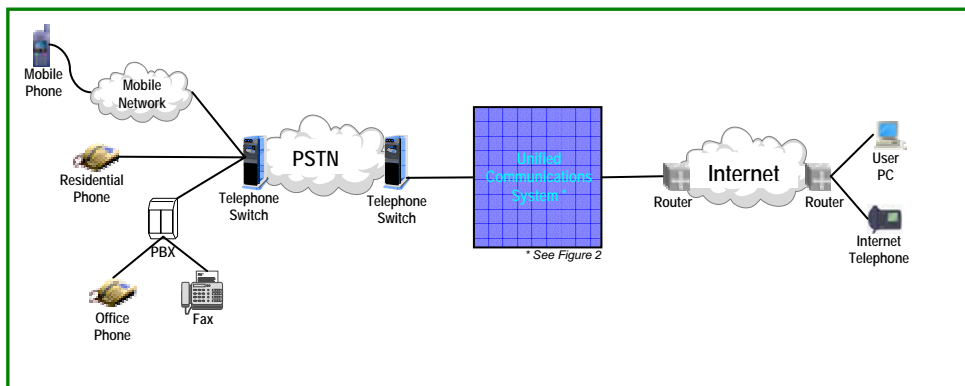 Mobile
Phone
Mobile
Network
Residential
Phone
PBX
Office
Phone
Fax
Telephone
Switch
PSTN
Telephone
Switch
Unified
Communications
System *
* See Figure 2
Router
Internet
Router
User
PC
Internet
Telephone